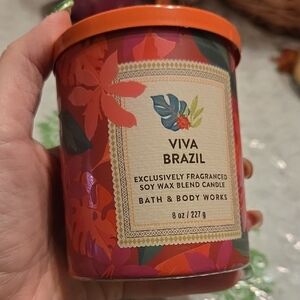 VIVA
BRAZIL
EXCLUSIVELY FRAGRANCED
SOY WAX BLEND CANDLE
BATH & BODY WORKS
8 oz / 227 g